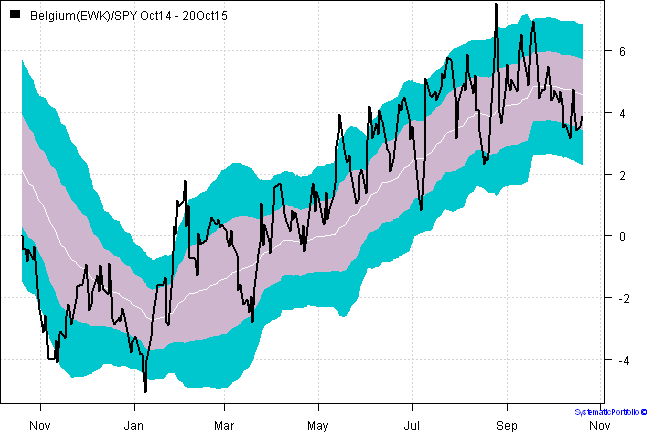 Belgium(EWK)/SPY Oct14 - 20Oct15
6
4
2
0
-2
-4
Nov Jan Mar May Jul Sep Nov
SystematicPortfolio ©